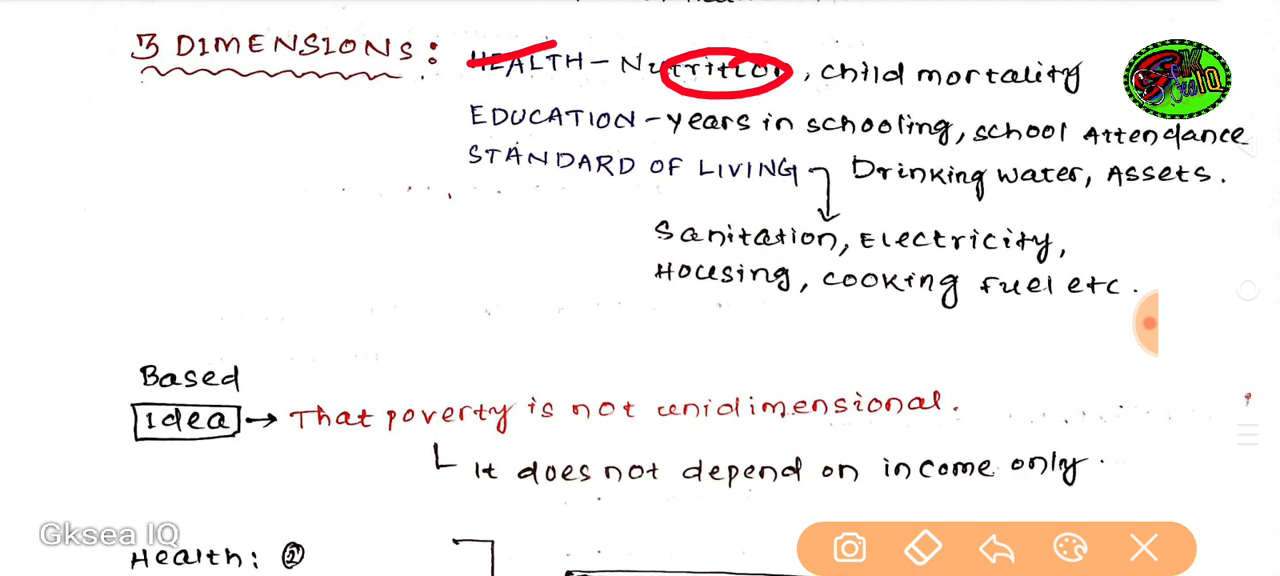 3 DIMENSIONS: HEALTH - Nutrition, child mortality
EDUCATION - years in schooling, school Attendance
STANDARD OF LIVING Drinking water, Assets.
Sanitation, Electricity,
Housing, cooking fuel etc.
Based
Idea → That poverty is not unidimensional.
It does not depend on income only.
Gksea IQ
Health: ②